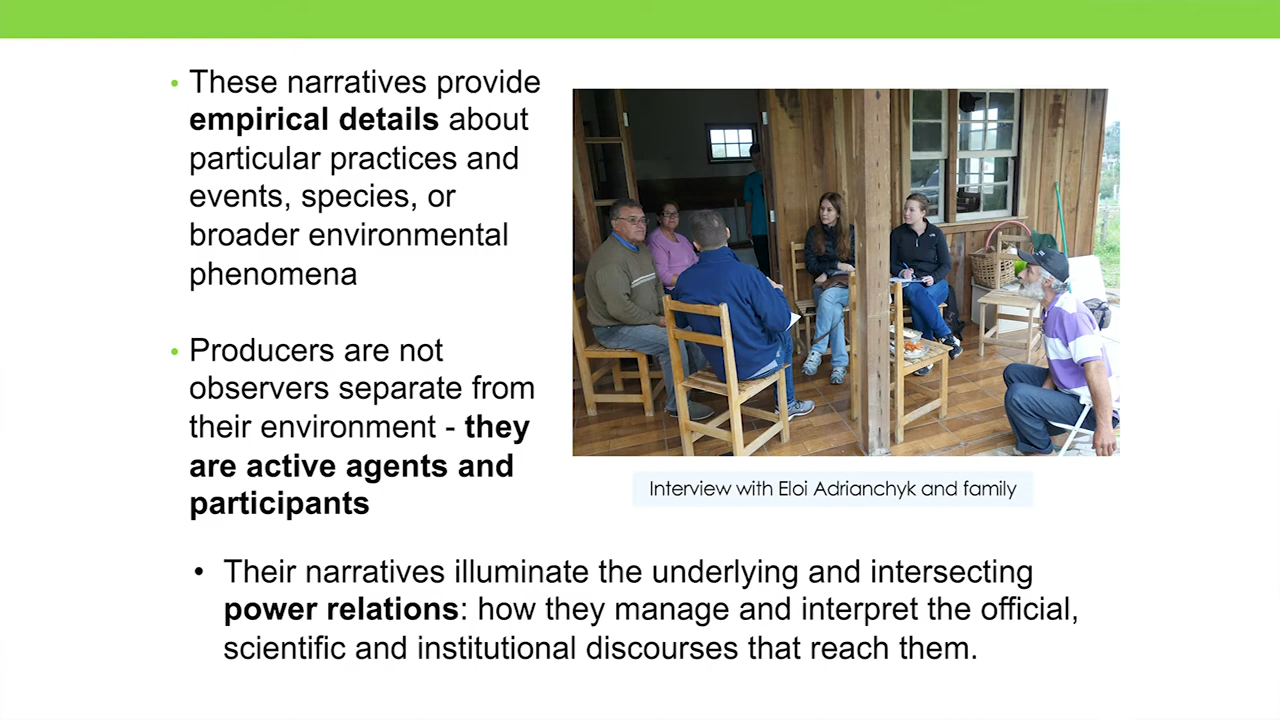 • These narratives provide
empirical details about
particular practices and
events, species, or
broader environmental
phenomena
• Producers are not
observers separate from
their environment - they
are active agents and
participants
Interview with Eloi Adrianchyk and family
• Their narratives illuminate the underlying and intersecting
power relations: how they manage and interpret the official,
scientific and institutional discourses that reach them.